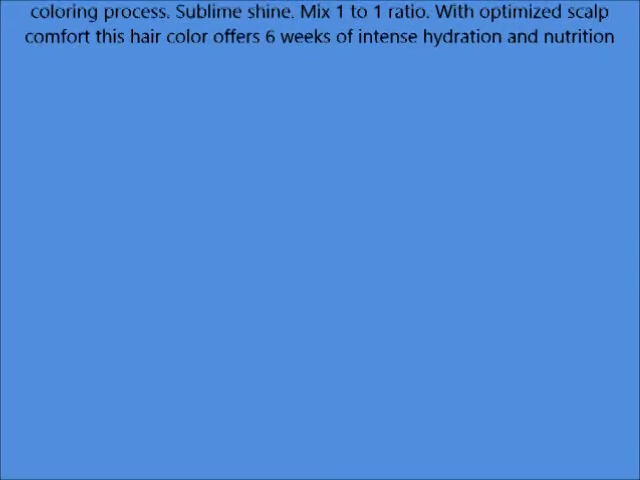 coloring process. Sublime shine. Mix 1 to 1 ratio. With optimized scalp
comfort this hair color offers 6 weeks of intense hydration and nutrition